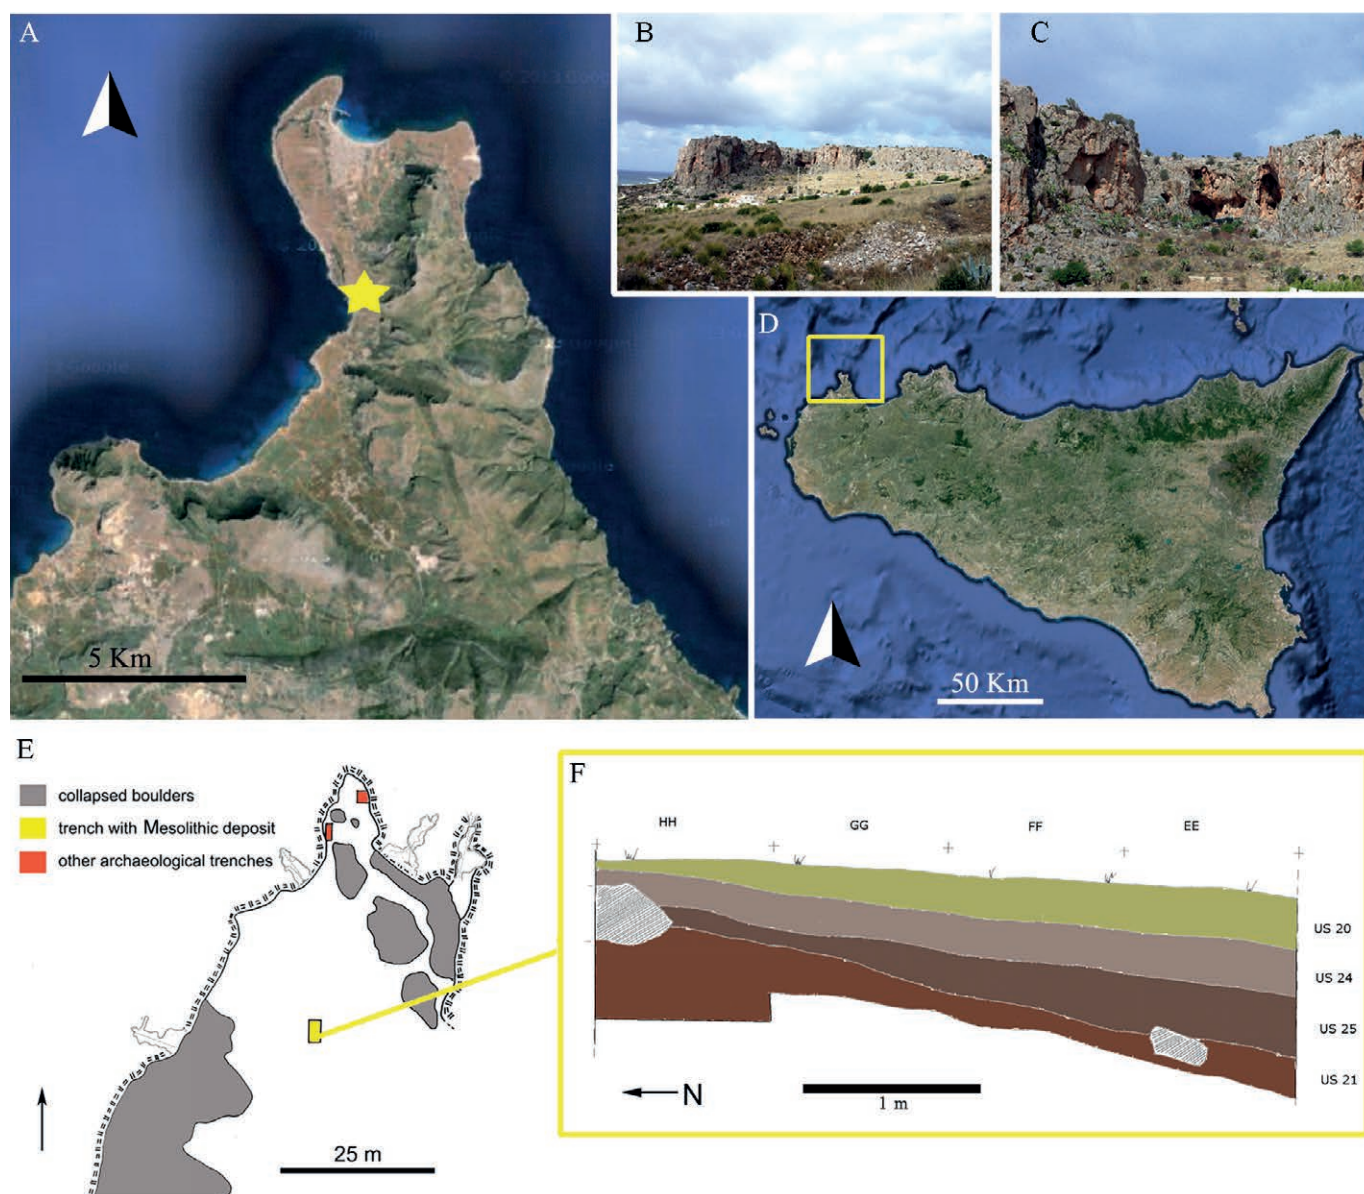 A
B
C
5 Km
D
50 Km
E
collapsed boulders
trench with Mesolithic deposit
other archaeological trenches
25 m
F
HH GG FF EE
US 20
US 24
US 25
US 21
N
1 m